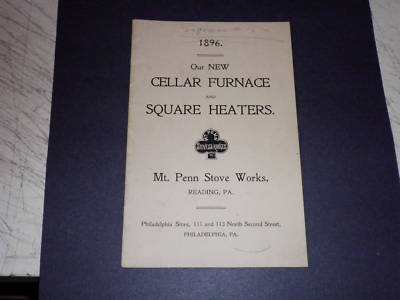 1896.
Our NEW
CELLAR FURNACE
AND
SQUARE HEATERS.
Mt. Penn Stove Works,
READING, PA.
Philadelphia Store, 111 and 113 North Second Street,
PHILADELPHIA, PA.